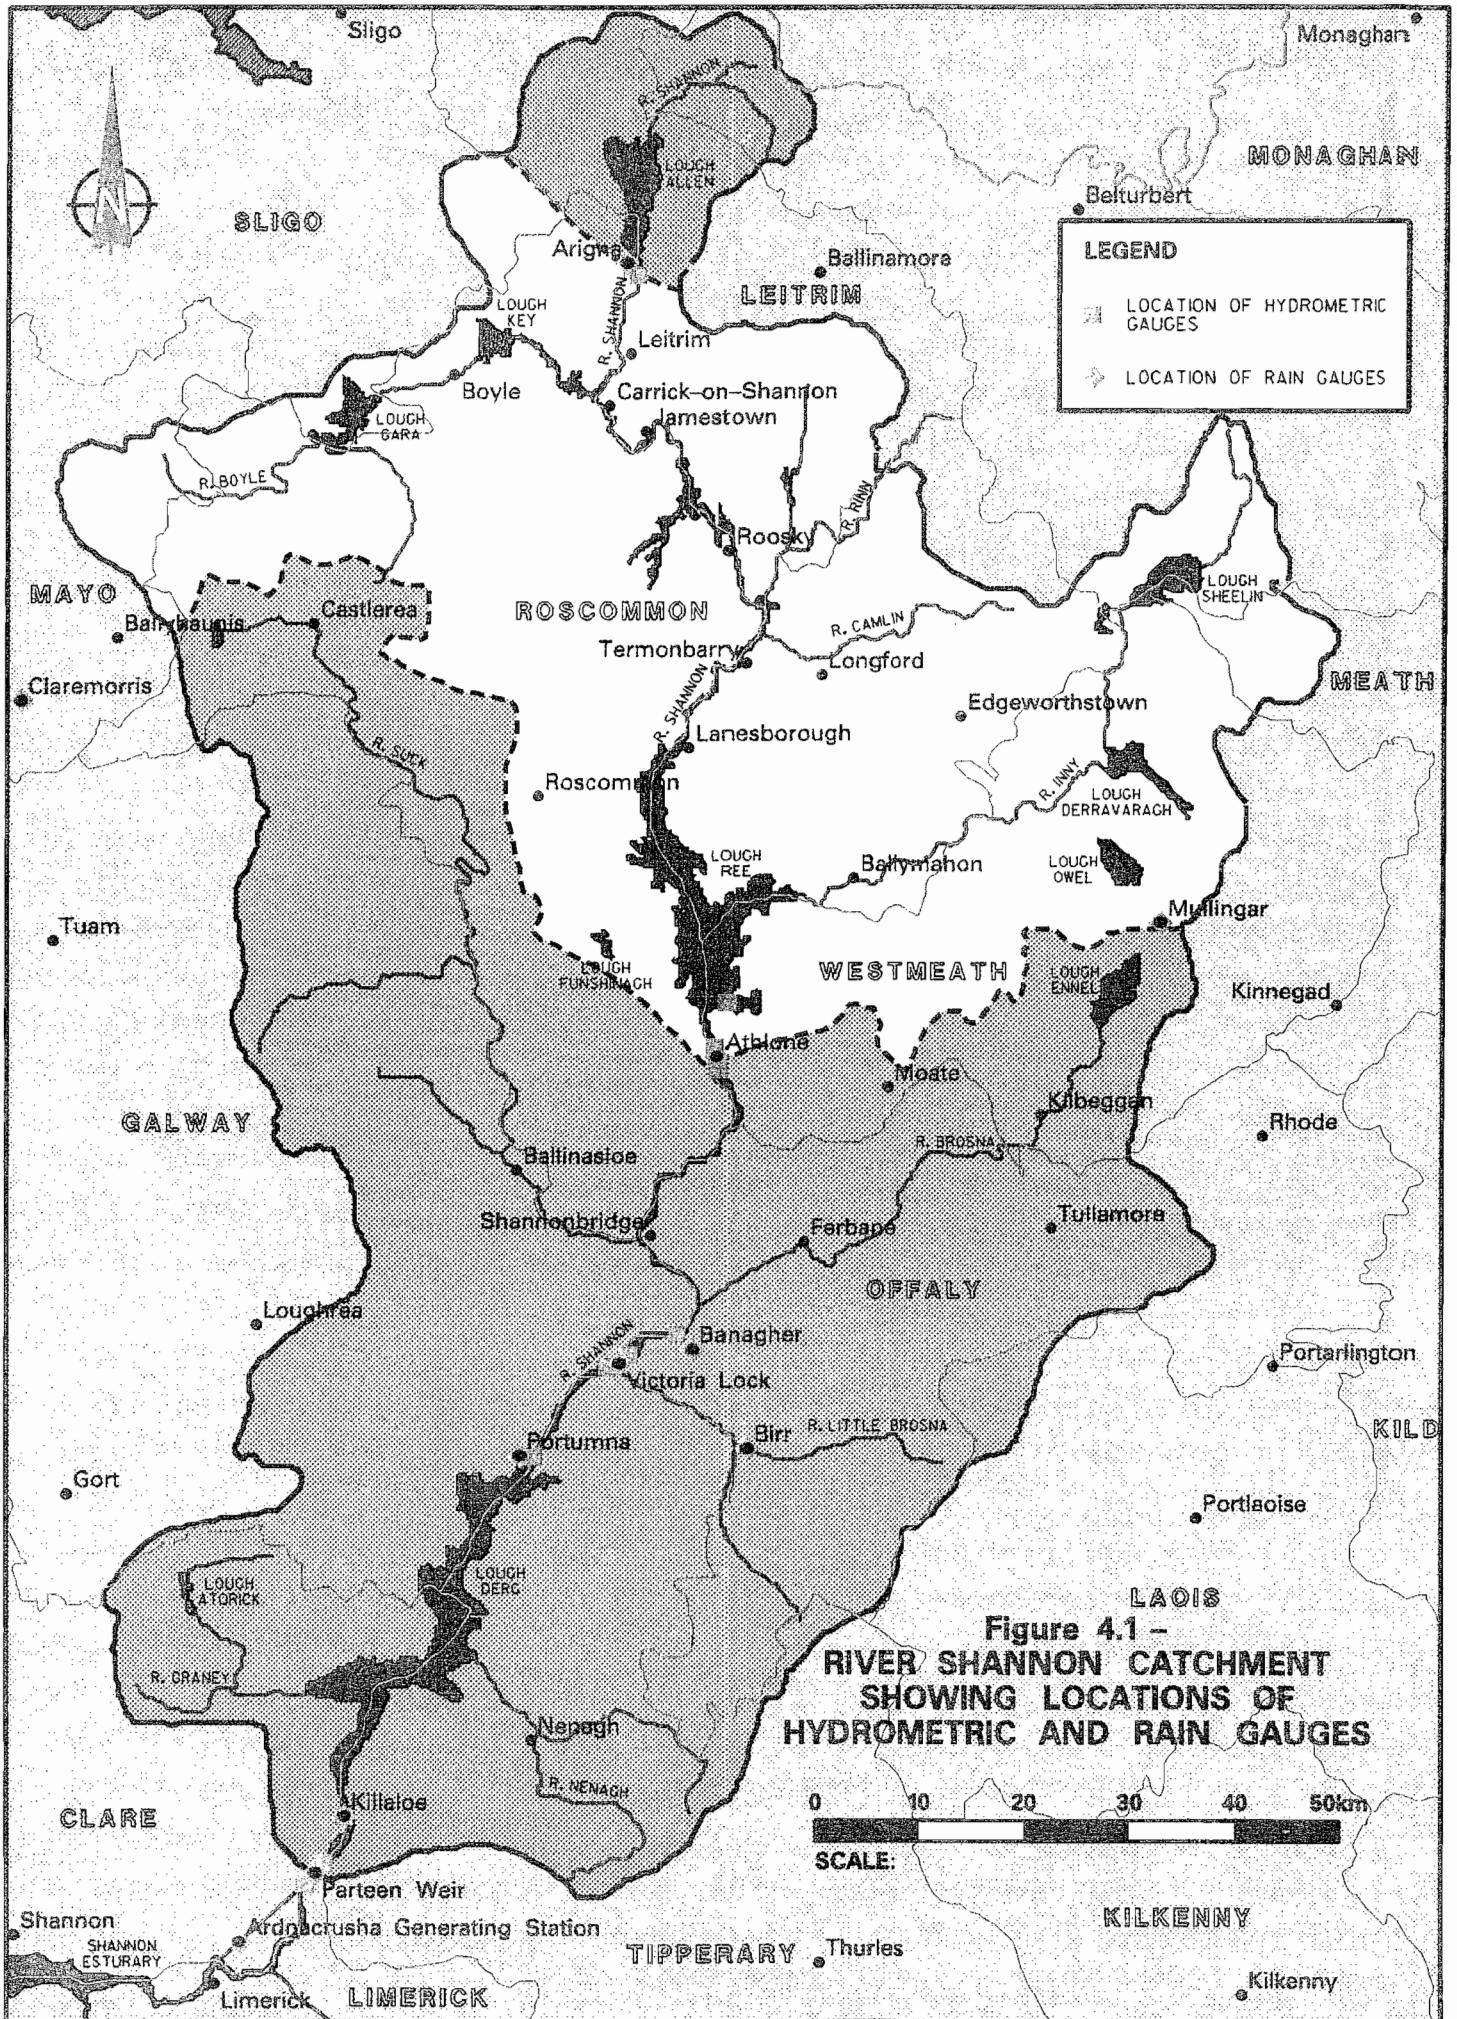 Sligo
Monaghan
R. SHANNON
MONAGHAN
LOUGH
ALLEN
Belturbert
SLIGO
LEGEND
LOCATION OF HYDROMETRIC
GAUGES
LOCATION OF RAIN GAUGES
Arigna
Ballinamora
LEITRIM
LOUGH
KEY
R. SHANNON
Leitrim
Boyle
Carrick-on-Shannon
Jamestown
LOUGH
GARA
R. BOYLE
R. RINN
Roosky
MAYO
Ballyhaunis
Castlerea
ROSCOMMON
LOUGH
SHEELIN
R. CAMLIN
Termonbarry
Longford
Claremorris
MEATH
R. SHANNON
Edgeworthstown
Lanesborough
R. SUCK
Roscommon
R. INNY
LOUGH
DERRAVARAGH
LOUGH
REE
Ballymahon
LOUGH
OWEL
Tuam
Mullingar
LOUGH
FUNSHINAGH
WESTMEATH
LOUGH
ENNEL
Kinnegad
Athlone
Moate
Kilbeggan
GALWAY
Rhode
R. BROSNA
Ballinasloe
Shannonbridge
Ferbane
Tullamore
OFFALY
Loughrea
R. SHANNON
Banagher
Victoria Lock
Portarlington
Portumna
Birr
R. LITTLE BROSNA
KILD
Gort
Portlaoise
LOUGH
ATORICK
LOUGH
DERG
LAOIS
Figure 4.1 –
RIVER SHANNON CATCHMENT
SHOWING LOCATIONS OF
HYDROMETRIC AND RAIN GAUGES
R. GRANEY
Nenagh
R. NENAGH
Killaloe
CLARE
0 10 20 30 40 50km
SCALE:
Parteen Weir
Shannon
Ardnacrusha Generating Station
SHANNON
ESTURARY
KILKENNY
TIPPERARY
Thurles
Limerick
LIMERICK
Kilkenny
N